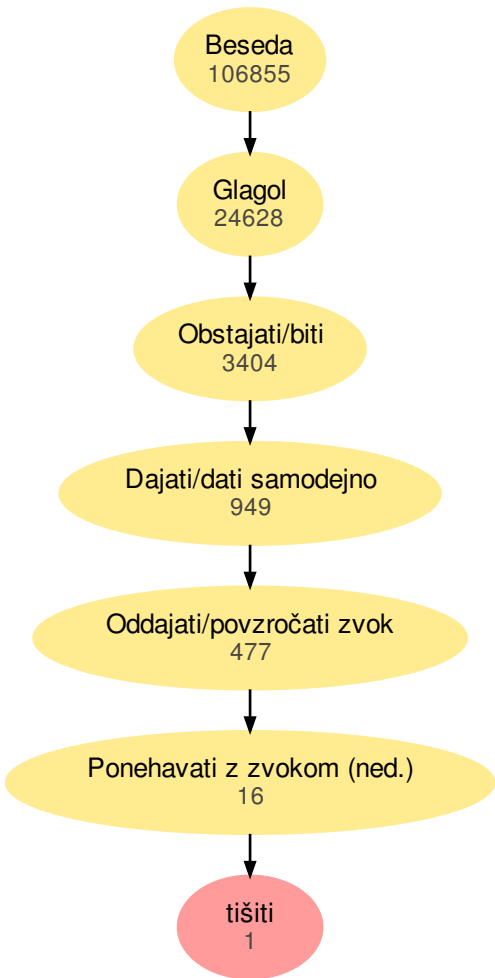 Beseda
106855
Glagol
24628
Obstajati/biti
3404
Dajati/dati samodejno
949
Oddajati/povzročati zvok
477
Ponehavati z zvokom (ned.)
16
tišiti
1